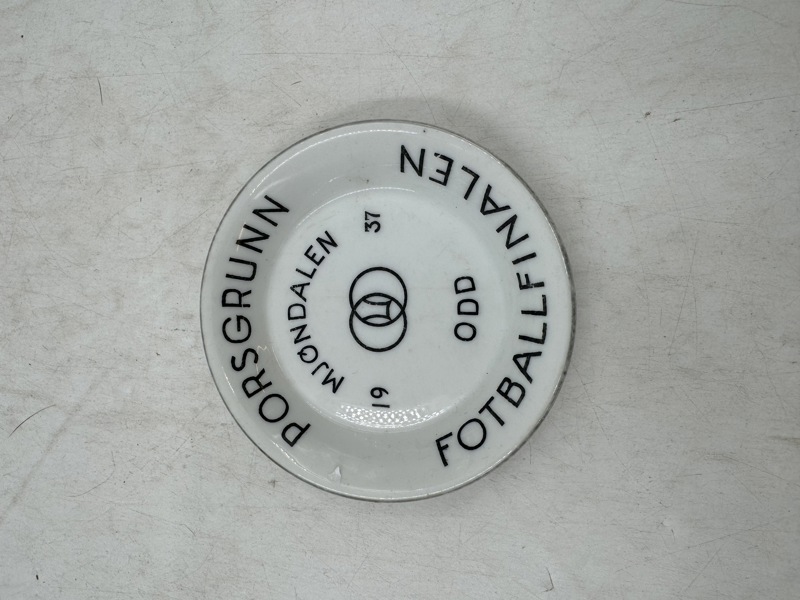 PORSGRUNN
MJØNDALEN
19 37
ODD
FOTBALLFINALEN